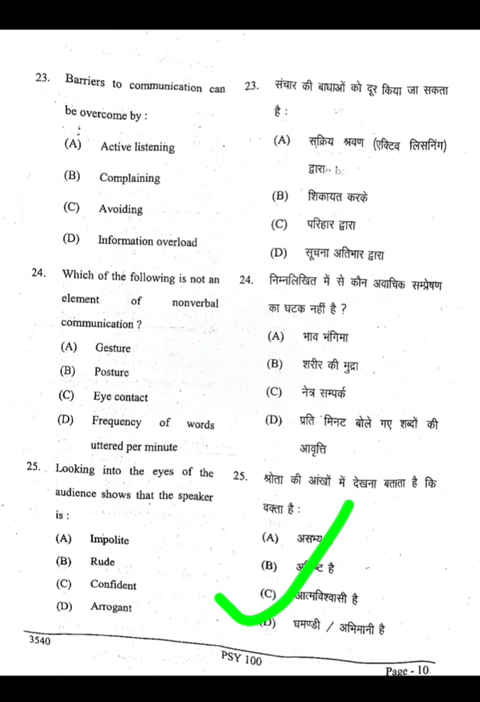 23. Barriers to communication can
be overcome by :
(A) Active listening
(B) Complaining
(C) Avoiding
(D) Information overload
24. Which of the following is not an
element of nonverbal
communication ?
(A) Gesture
(B) Posture
(C) Eye contact
(D) Frequency of words
uttered per minute
25. Looking into the eyes of the
audience shows that the speaker
is :
(A) Impolite
(B) Rude
(C) Confident
(D) Arrogant
23. संचार की बाधाओं को दूर किया जा सकता
है :
(A) सक्रिय श्रवण (एक्टिव लिसनिंग)
द्वारा
(B) शिकायत करके
(C) परिहार द्वारा
(D) सूचना अतिभार द्वारा
24. निम्नलिखित में से कौन अवाचिक सम्प्रेषण
का घटक नहीं है ?
(A) भाव भंगिमा
(B) शरीर की मुद्रा
(C) नेत्र सम्पर्क
(D) प्रति मिनट बोले गए शब्दों की
आवृत्ति
25. श्रोता की आंखों में देखना बताता है कि
वक्ता है :
(A) असभ्य
(B) है
(C) आत्मविश्वासी है
(D) घमण्डी / अभिमानी है
3540
PSY 100
Page - 10